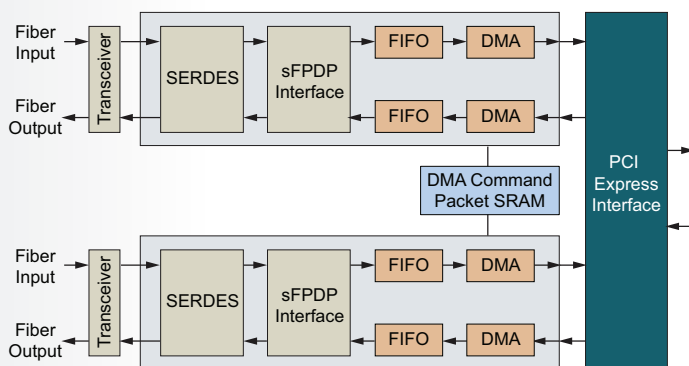 Fiber
Input
Transceiver
SERDES
sFPDP
Interface
FIFO
DMA
Fiber
Output
FIFO
DMA
DMA Command
Packet SRAM
PCI
Express
Interface
Fiber
Input
Transceiver
SERDES
sFPDP
Interface
FIFO
DMA
Fiber
Output
FIFO
DMA